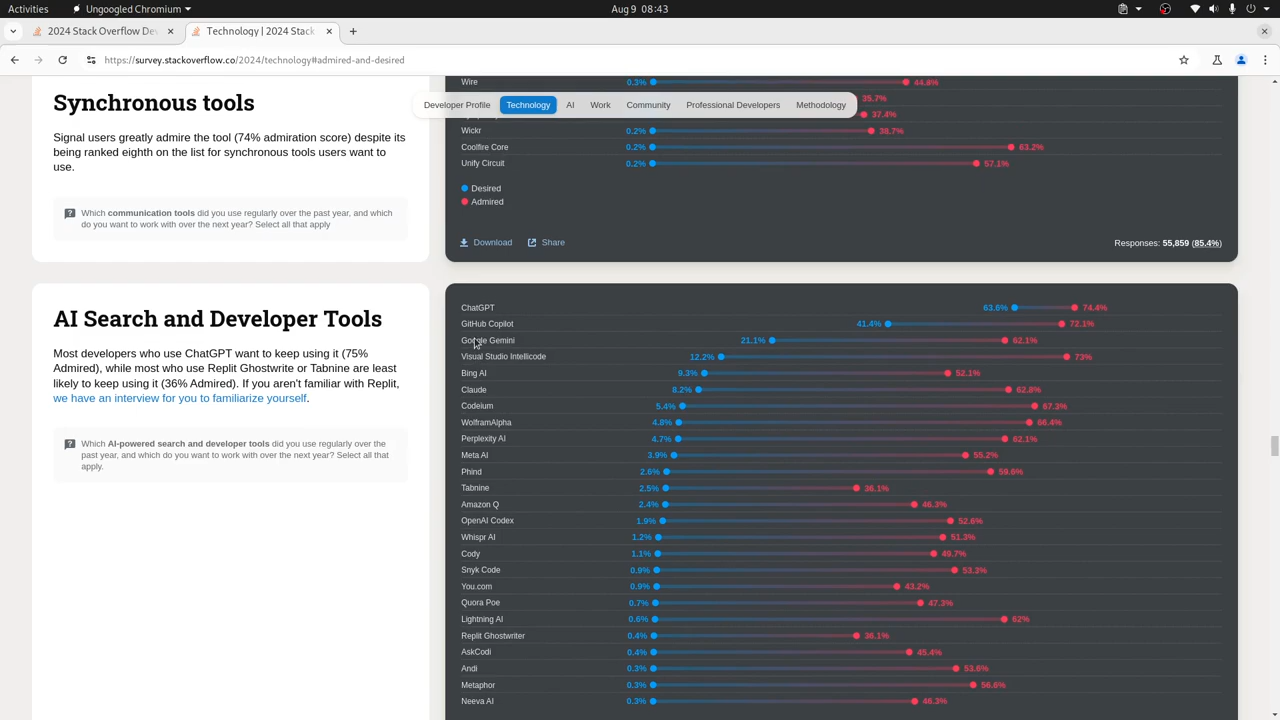 Activities
Ungoogled Chromium
Aug 9 08:43
2024 Stack Overflow Dev
Technology | 2024 Stack
https://survey.stackoverflow.co/2024/technology#admired-and-desired
Developer Profile Technology AI Work Community Professional Developers Methodology
Synchronous tools
Signal users greatly admire the tool (74% admiration score) despite its
being ranked eighth on the list for synchronous tools users want to
use.
Which communication tools did you use regularly over the past year, and which
do you want to work with over the next year? Select all that apply
Wire 0.3% 44.8%
35.7%
37.4%
Wickr 0.2% 38.7%
Coolfire Core 0.2% 63.2%
Unify Circuit 0.2% 57.1%
Desired
Admired
Download Share
Responses: 55,859 (85.4%)
AI Search and Developer Tools
Most developers who use ChatGPT want to keep using it (75%
Admired), while most who use Replit Ghostwrite or Tabnine are least
likely to keep using it (36% Admired). If you aren't familiar with Replit,
we have an interview for you to familiarize yourself.
Which AI-powered search and developer tools did you use regularly over the
past year, and which do you want to work with over the next year? Select all that
apply.
ChatGPT 63.6% 74.4%
GitHub Copilot 41.4% 72.1%
Google Gemini 21.1% 62.1%
Visual Studio Intellicode 12.2% 73%
Bing AI 9.3% 52.1%
Claude 8.2% 62.8%
Codeium 5.4% 67.3%
WolframAlpha 4.8% 66.4%
Perplexity AI 4.7% 62.1%
Meta AI 3.9% 55.2%
Phind 2.6% 59.6%
Tabnine 2.5% 36.1%
Amazon Q 2.4% 46.3%
OpenAI Codex 1.9% 52.6%
Whispr AI 1.2% 51.3%
Cody 1.1% 49.7%
Snyk Code 0.9% 53.3%
You.com 0.9% 43.2%
Quora Poe 0.7% 47.3%
Lightning AI 0.6% 62%
Replit Ghostwriter 0.4% 36.1%
AskCodi 0.4% 45.4%
Andi 0.3% 53.6%
Metaphor 0.3% 56.6%
Neeva AI 0.3% 46.3%